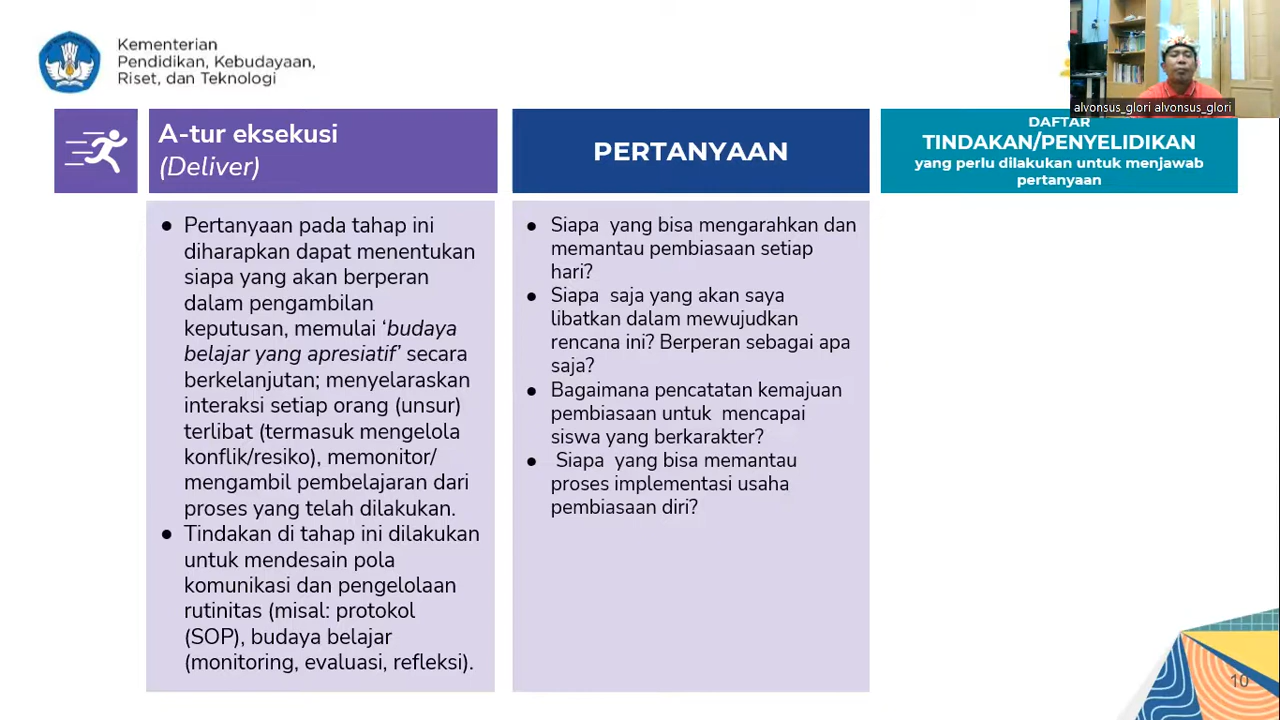 Kementerian
Pendidikan, Kebudayaan,
Riset, dan Teknologi
alvonsus_glori alvonsus_glori
A-tur eksekusi
(Deliver)
PERTANYAAN
DAFTAR
TINDAKAN/PENYELIDIKAN
yang perlu dilakukan untuk menjawab
pertanyaan
● Pertanyaan pada tahap ini
diharapkan dapat menentukan
siapa yang akan berperan
dalam pengambilan
keputusan, memulai ‘budaya
belajar yang apresiatif’ secara
berkelanjutan; menyelaraskan
interaksi setiap orang (unsur)
terlibat (termasuk mengelola
konflik/resiko), memonitor/
mengambil pembelajaran dari
proses yang telah dilakukan.
● Tindakan di tahap ini dilakukan
untuk mendesain pola
komunikasi dan pengelolaan
rutinitas (misal: protokol
(SOP), budaya belajar
(monitoring, evaluasi, refleksi).
● Siapa yang bisa mengarahkan dan
memantau pembiasaan setiap
hari?
● Siapa saja yang akan saya
libatkan dalam mewujudkan
rencana ini? Berperan sebagai apa
saja?
● Bagaimana pencatatan kemajuan
pembiasaan untuk mencapai
siswa yang berkarakter?
● Siapa yang bisa memantau
proses implementasi usaha
pembiasaan diri?
10